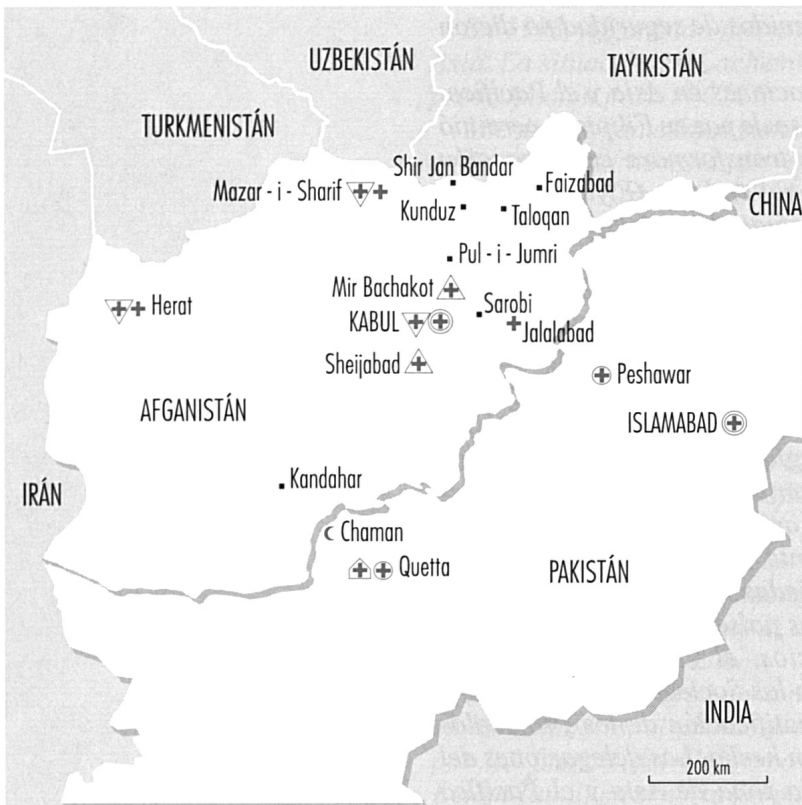 UZBEKISTÁN
TAYIKISTÁN
TURKMENISTÁN
Shir Jan Bandar
Mazar - i - Sharif
Faizabad
CHINA
Kunduz
Taloqan
Pul - i - Jumri
Mir Bachakot
Herat
Sarobi
KABUL
Jalalabad
Sheijabad
Peshawar
AFGANISTÁN
ISLAMABAD
Kandahar
IRÁN
Chaman
Quetta
PAKISTÁN
INDIA
200 km